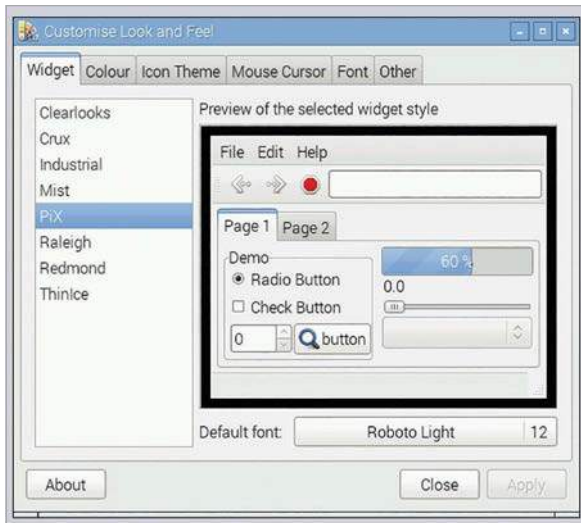 Customise Look and Feel
Widget Colour Icon Theme Mouse Cursor Font Other
Clearlooks
Crux
Industrial
Mist
PiX
Raleigh
Redmond
ThinIce
Preview of the selected widget style
File Edit Help
Page 1 Page 2
Demo
Radio Button
Check Button
0 button
60 %
0.0
Default font: Roboto Light 12
About Close Apply